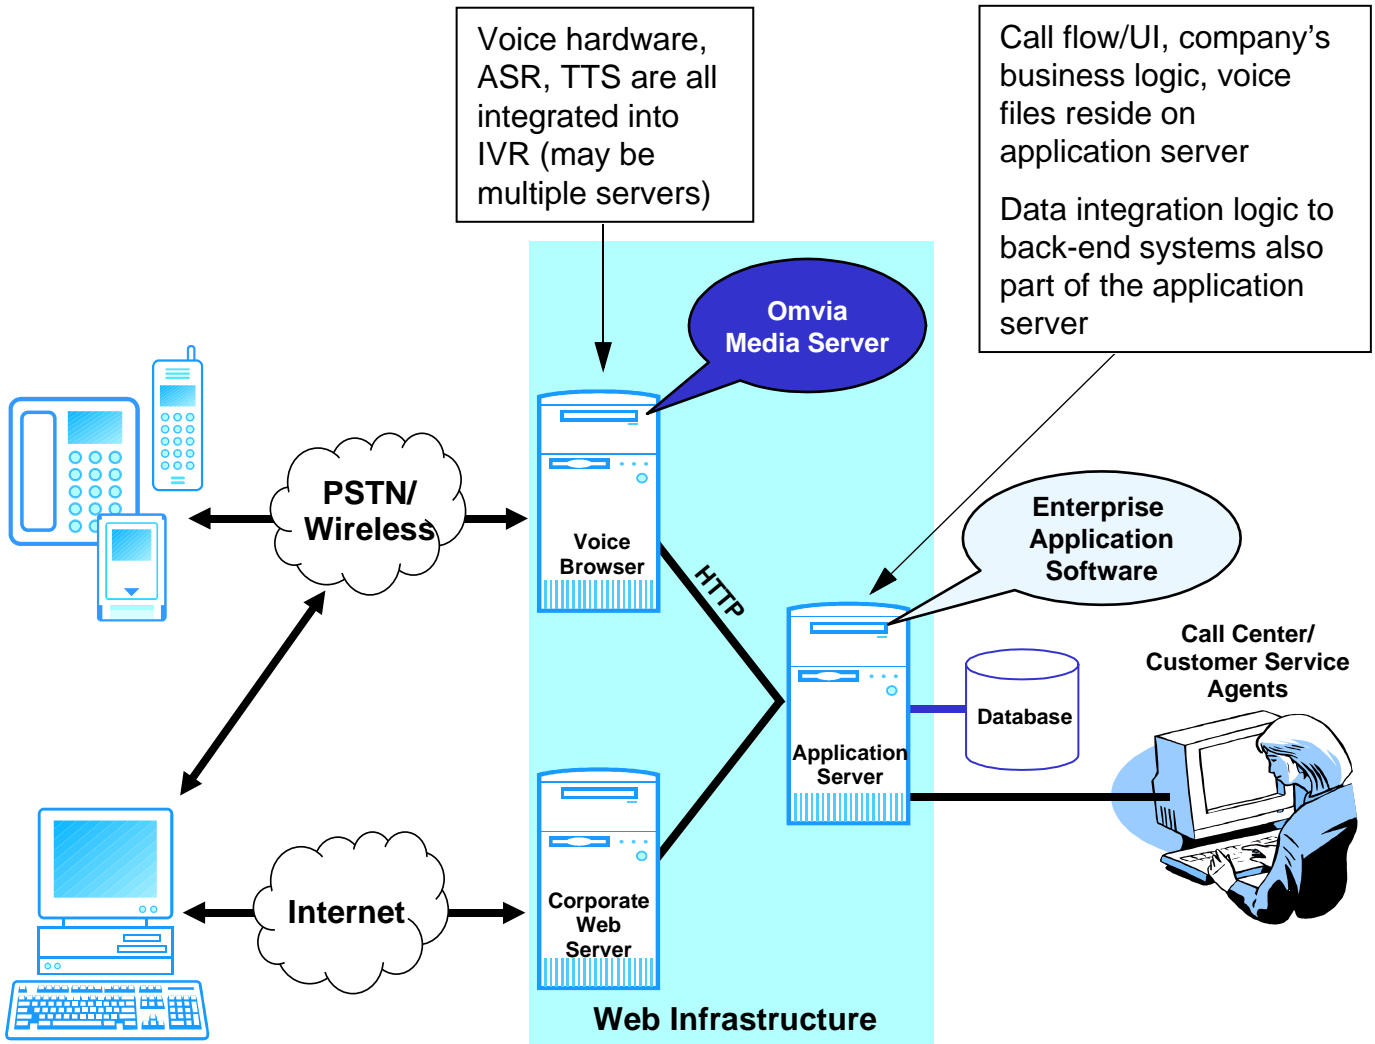 Voice hardware,
ASR, TTS are all
integrated into
IVR (may be
multiple servers)
Call flow/UI, company’s
business logic, voice
files reside on
application server
Data integration logic to
back-end systems also
part of the application
server
Omvia
Media Server
PSTN/
Wireless
Voice
Browser
HTTP
Enterprise
Application
Software
Call Center/
Customer Service
Agents
Database
Application
Server
Internet
Corporate
Web
Server
Web Infrastructure